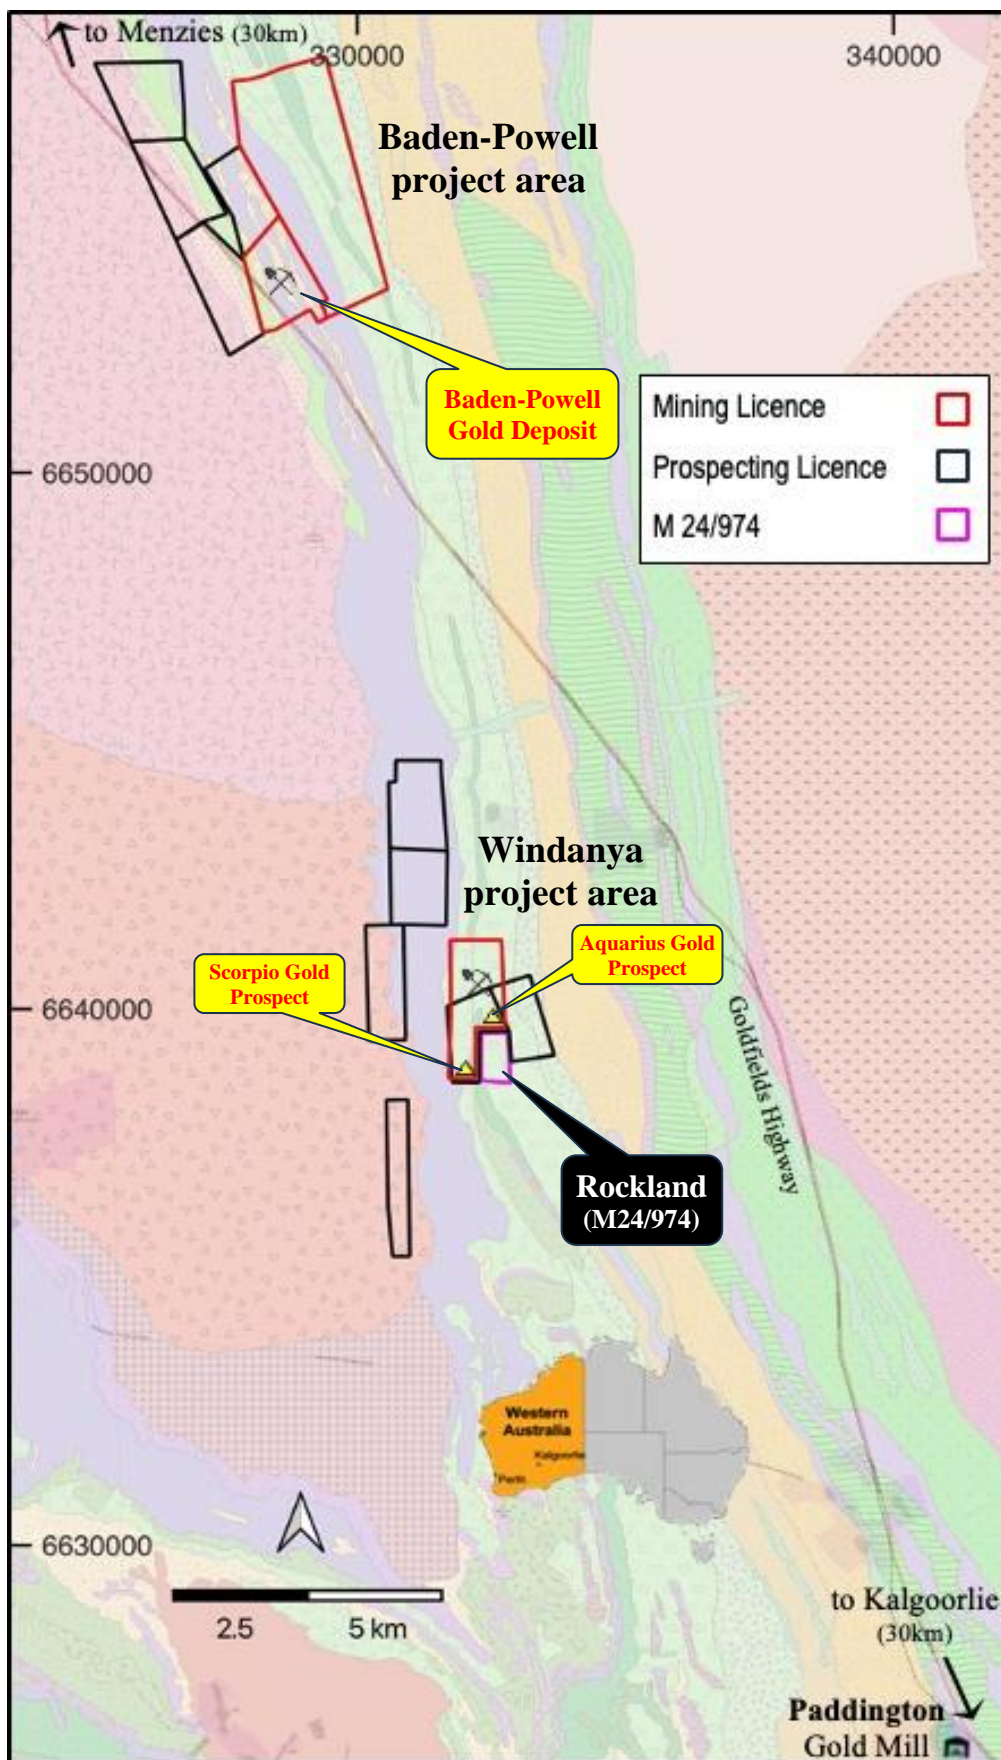 to Menzies (30km)
330000
340000
Baden-Powell
project area
Baden-Powell
Gold Deposit
Mining Licence
Prospecting Licence
M 24/974
6650000
Windanya
project area
Aquarius Gold
Prospect
Scorpio Gold
Prospect
6640000
Goldfields Highway
Rockland
(M24/974)
Western
Australia
Kalgoorlie
Perth
6630000
2.5
5 km
to Kalgoorlie
(30km)
Paddington
Gold Mill